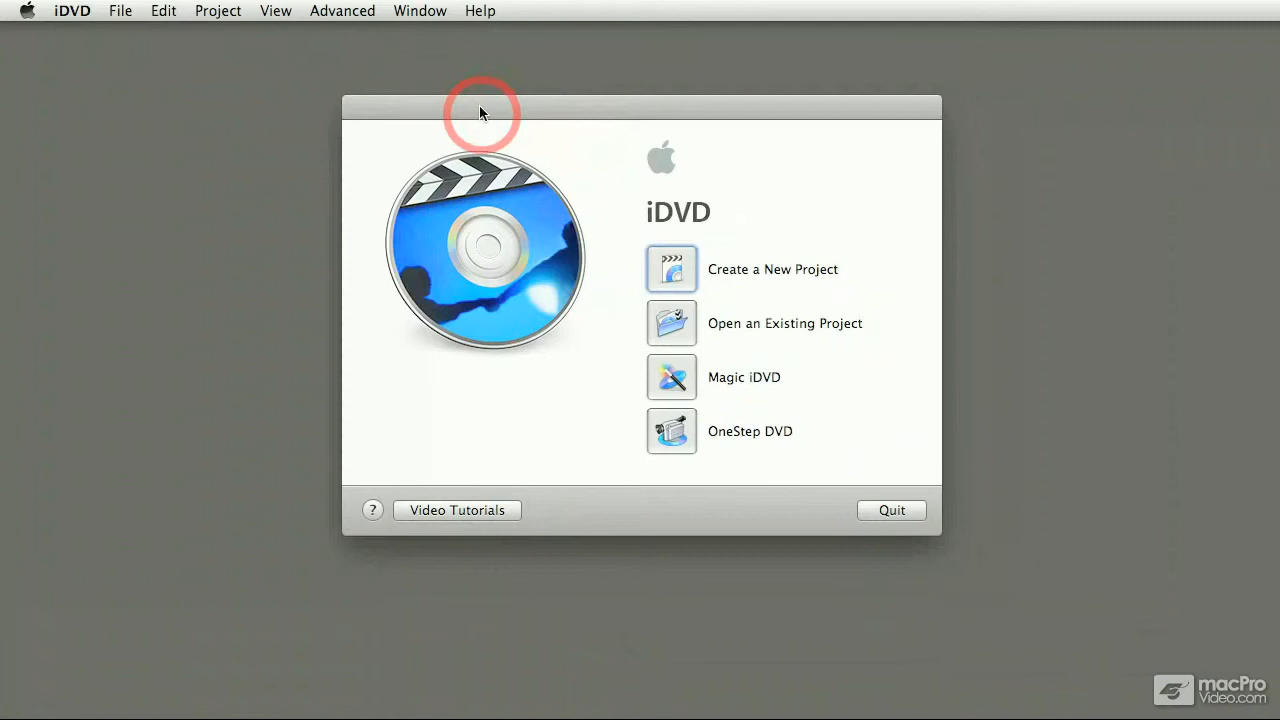 iDVD File Edit Project View Advanced Window Help
iDVD
Create a New Project
Open an Existing Project
Magic iDVD
OneStep DVD
? Video Tutorials Quit
macPro
Video.com